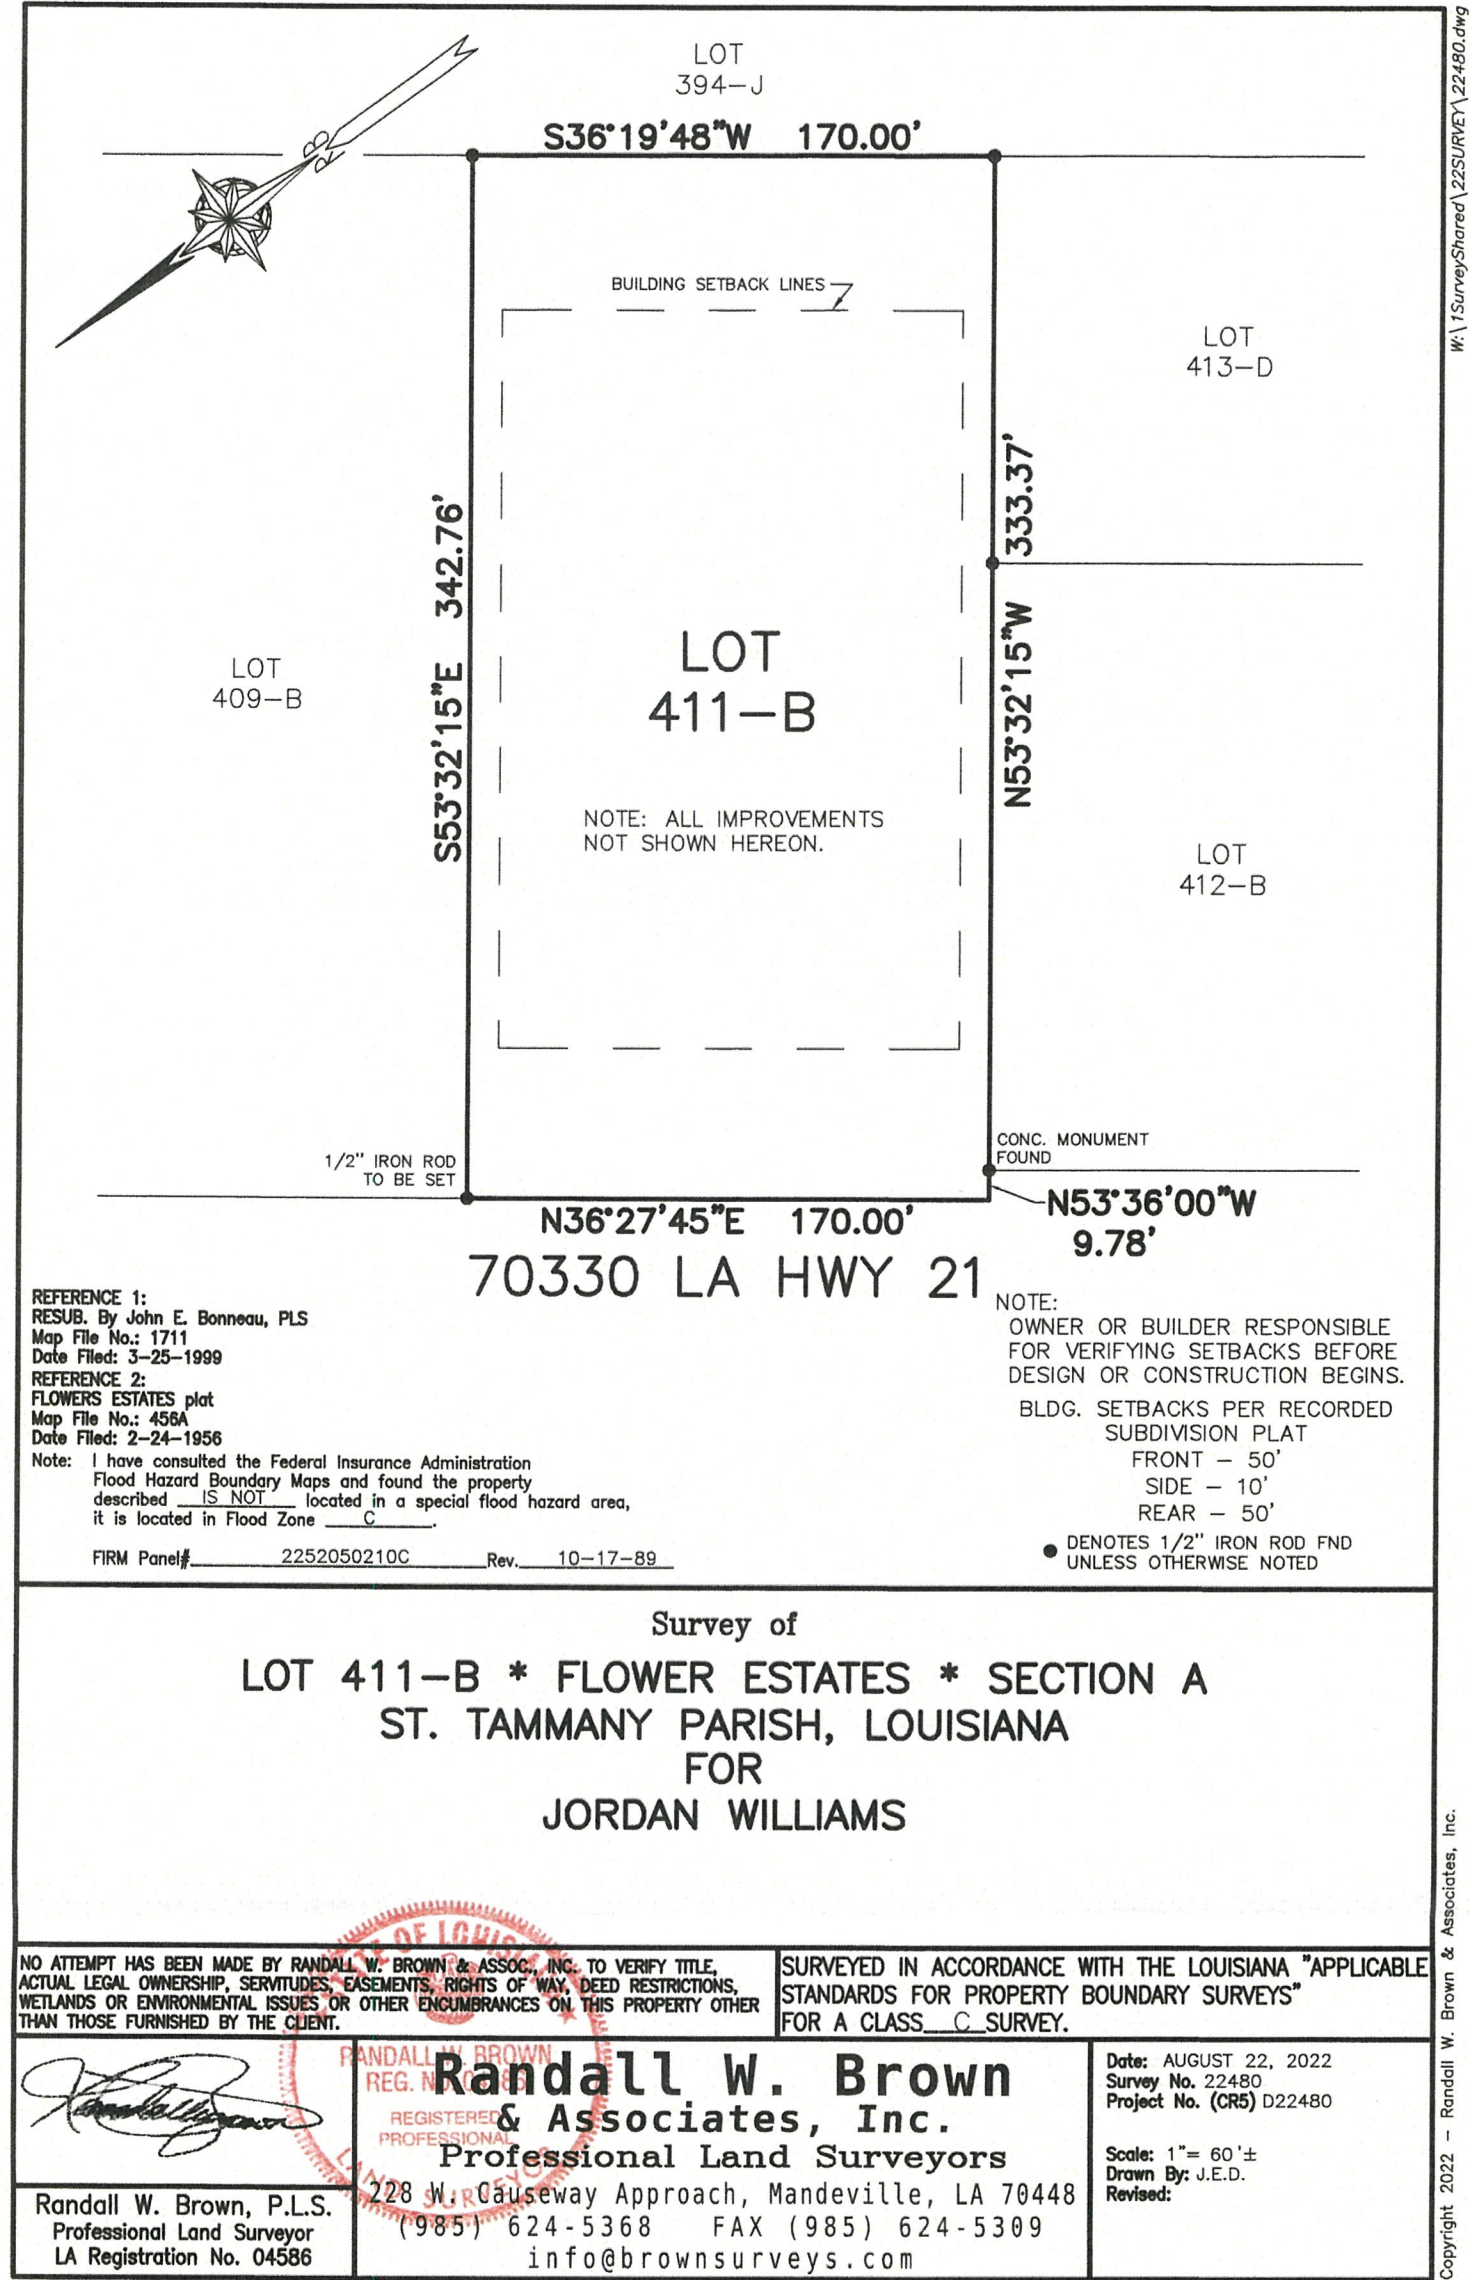 W:\1SurveyShared\22SURVEY\22480.dwg
LOT
394-J
RWB
S36°19'48"W 170.00'
BUILDING SETBACK LINES
LOT
413-D
S53°32'15"E 342.76'
N53°32'15"W 333.37'
LOT
409-B
LOT
411-B
NOTE: ALL IMPROVEMENTS
NOT SHOWN HEREON.
LOT
412-B
1/2" IRON ROD
TO BE SET
CONC. MONUMENT
FOUND
N53°36'00"W
9.78'
N36°27'45"E 170.00'
70330 LA HWY 21
REFERENCE 1:
RESUB. By John E. Bonneau, PLS
Map File No.: 1711
Date Filed: 3-25-1999
REFERENCE 2:
FLOWERS ESTATES plat
Map File No.: 456A
Date Filed: 2-24-1956
Note: I have consulted the Federal Insurance Administration
Flood Hazard Boundary Maps and found the property
described IS NOT located in a special flood hazard area,
it is located in Flood Zone C.
FIRM Panel# 2252050210C Rev. 10-17-89
NOTE:
OWNER OR BUILDER RESPONSIBLE
FOR VERIFYING SETBACKS BEFORE
DESIGN OR CONSTRUCTION BEGINS.
BLDG. SETBACKS PER RECORDED
SUBDIVISION PLAT
FRONT - 50'
SIDE - 10'
REAR - 50'
● DENOTES 1/2" IRON ROD FND
UNLESS OTHERWISE NOTED
Survey of
LOT 411-B * FLOWER ESTATES * SECTION A
ST. TAMMANY PARISH, LOUISIANA
FOR
JORDAN WILLIAMS
NO ATTEMPT HAS BEEN MADE BY RANDALL W. BROWN & ASSOC., INC. TO VERIFY TITLE,
ACTUAL LEGAL OWNERSHIP, SERVITUDES, EASEMENTS, RIGHTS OF WAY, DEED RESTRICTIONS,
WETLANDS OR ENVIRONMENTAL ISSUES OR OTHER ENCUMBRANCES ON THIS PROPERTY OTHER
THAN THOSE FURNISHED BY THE CLIENT.
SURVEYED IN ACCORDANCE WITH THE LOUISIANA "APPLICABLE
STANDARDS FOR PROPERTY BOUNDARY SURVEYS"
FOR A CLASS C SURVEY.
STATE OF LOUISIANA
RANDALL W. BROWN
REG. No.
REGISTERED
PROFESSIONAL
LAND SURVEYOR
Randall W. Brown, P.L.S.
Professional Land Surveyor
LA Registration No. 04586
Randall W. Brown
& Associates, Inc.
Professional Land Surveyors
228 W. Causeway Approach, Mandeville, LA 70448
(985) 624-5368 FAX (985) 624-5309
info@brownsurveys.com
Date: AUGUST 22, 2022
Survey No. 22480
Project No. (CR5) D22480
Scale: 1"= 60'±
Drawn By: J.E.D.
Revised:
Copyright 2022 - Randall W. Brown & Associates, Inc.